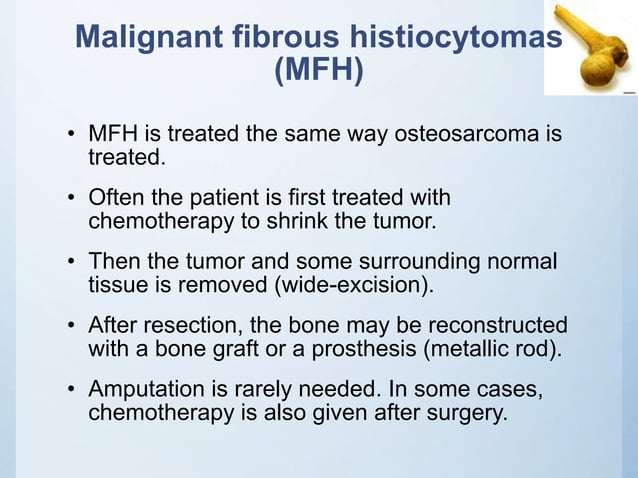 Malignant fibrous histiocytomas
(MFH)
• MFH is treated the same way osteosarcoma is
treated.
• Often the patient is first treated with
chemotherapy to shrink the tumor.
• Then the tumor and some surrounding normal
tissue is removed (wide-excision).
• After resection, the bone may be reconstructed
with a bone graft or a prosthesis (metallic rod).
• Amputation is rarely needed. In some cases,
chemotherapy is also given after surgery.